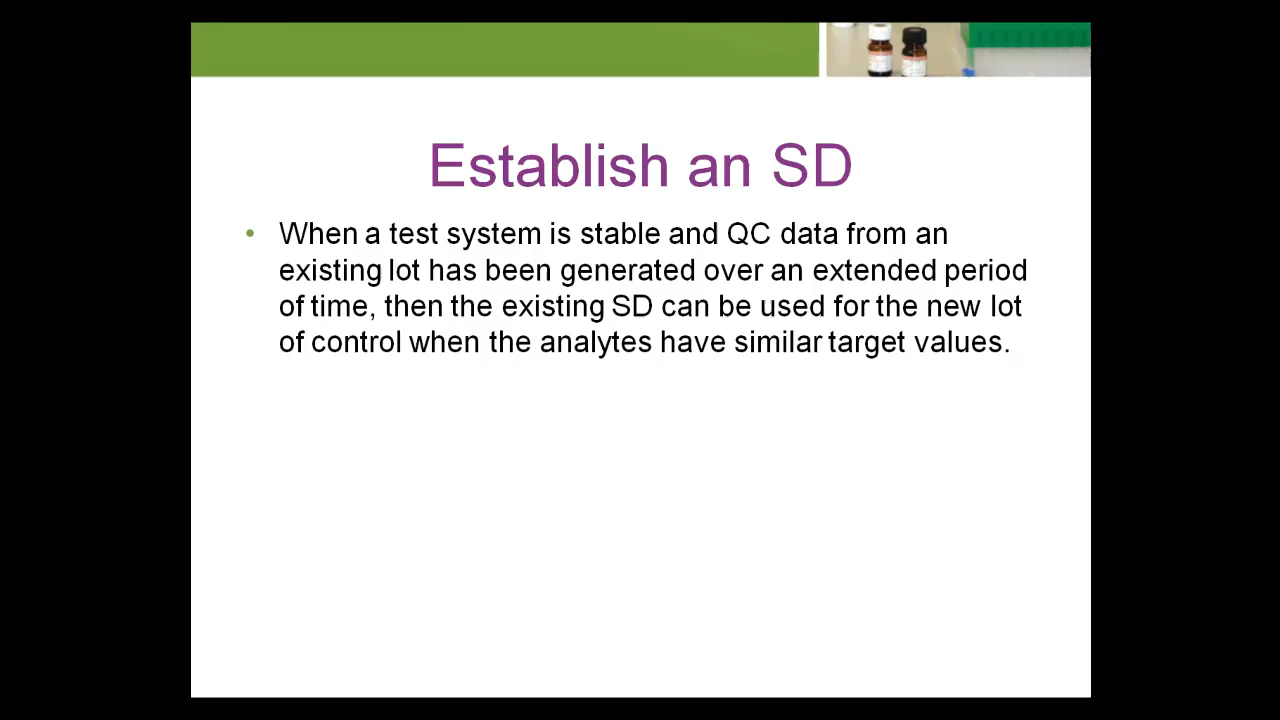 Establish an SD
• When a test system is stable and QC data from an
existing lot has been generated over an extended period
of time, then the existing SD can be used for the new lot
of control when the analytes have similar target values.